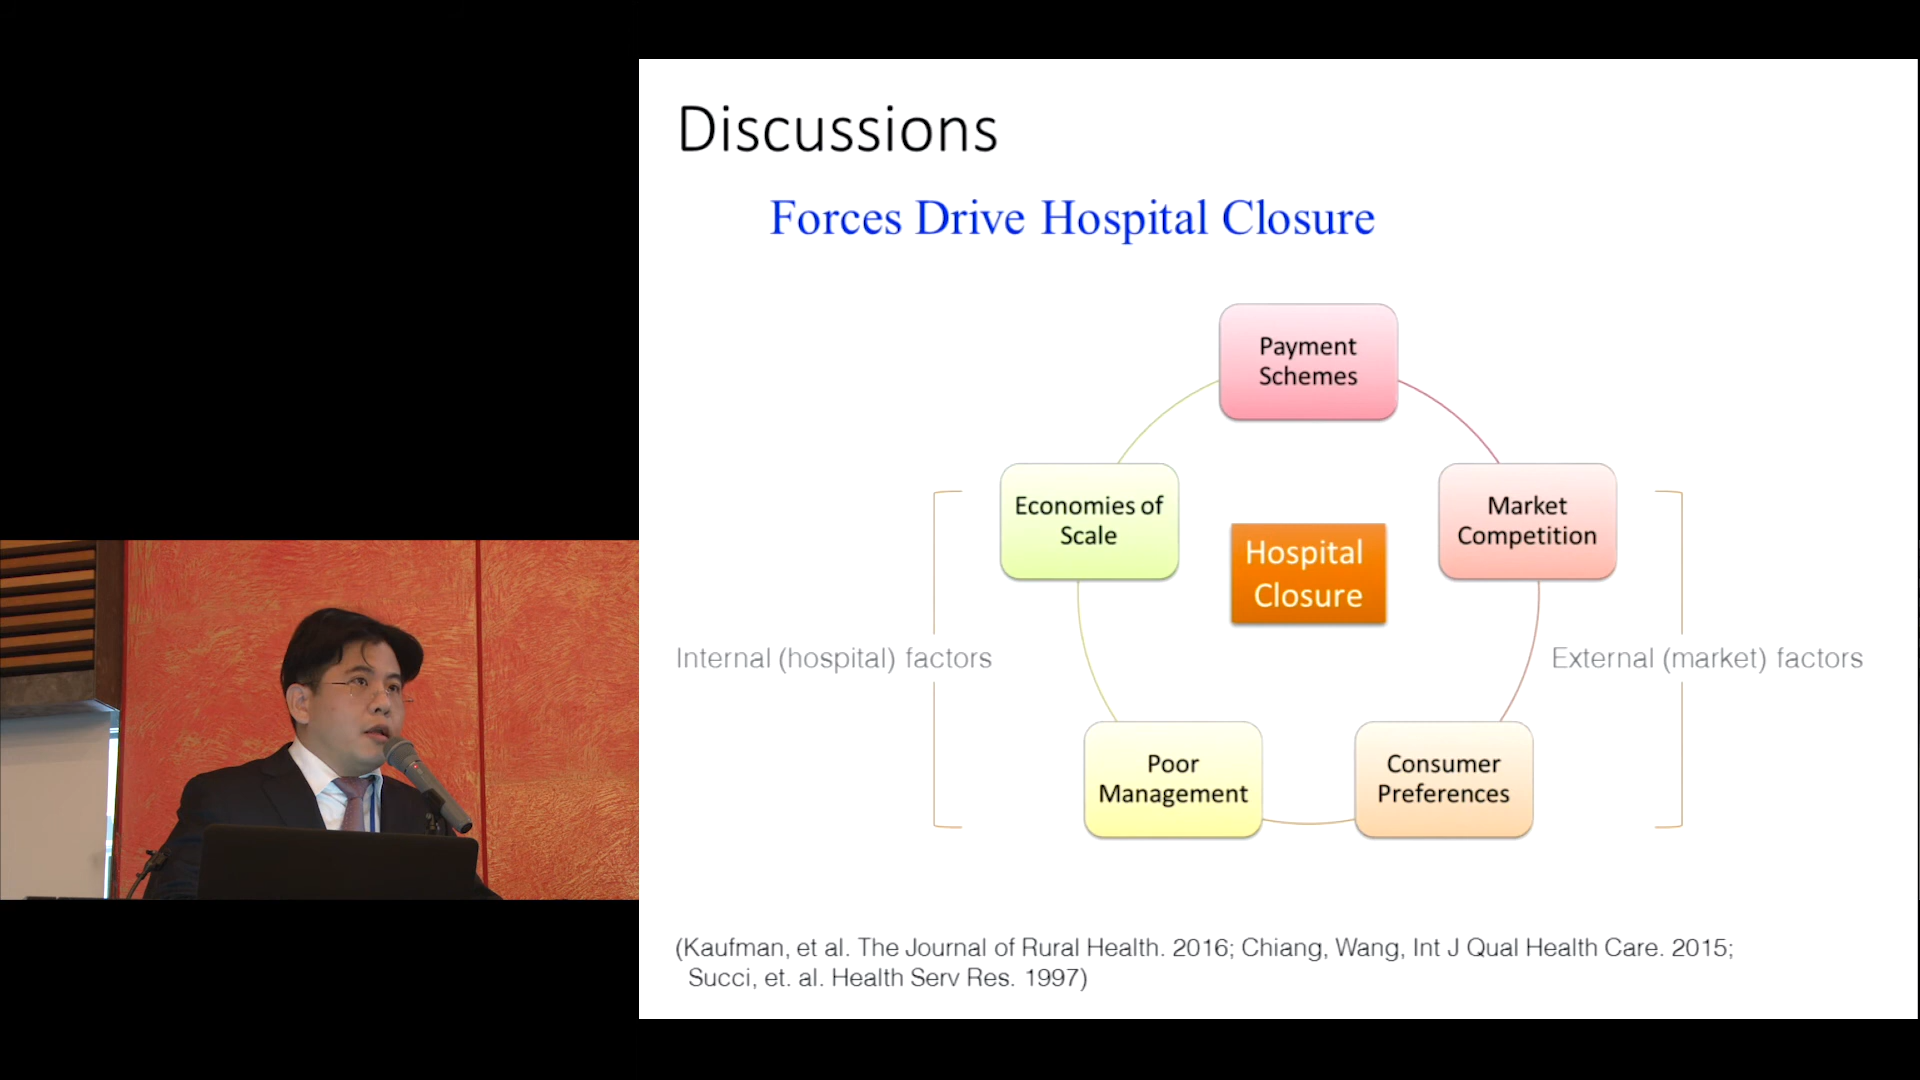 Discussions
Forces Drive Hospital Closure
Payment
Schemes
Economies of
Scale
Market
Competition
Hospital
Closure
Internal (hospital) factors
External (market) factors
Poor
Management
Consumer
Preferences
(Kaufman, et al. The Journal of Rural Health. 2016; Chiang, Wang, Int J Qual Health Care. 2015;
Succi, et. al. Health Serv Res. 1997)